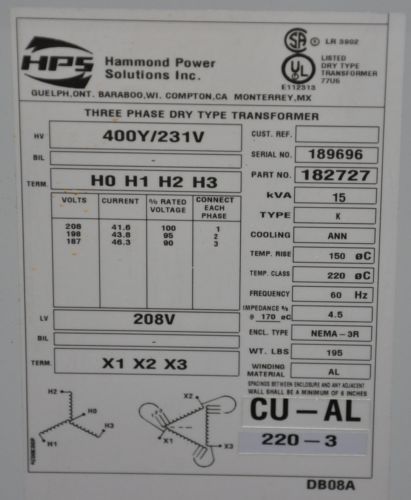 HPS
Hammond Power
Solutions Inc.
GUELPH,ONT. BARABOO,WI. COMPTON,CA MONTERREY,MX
SA
LR 3902
UL
LISTED
DRY TYPE
TRANSFORMER
77U6
E112313
THREE PHASE DRY TYPE TRANSFORMER
HV 400Y/231V
BIL -
TERM. H0 H1 H2 H3
VOLTS CURRENT % RATED VOLTAGE CONNECT EACH PHASE
208 41.6 100 1
198 43.8 95 2
187 46.3 90 3
LV 208V
BIL -
TERM. X1 X2 X3
CUST. REF.
SERIAL NO. 189696
PART NO. 182727
kVA 15
TYPE K
COOLING ANN
TEMP. RISE 150 øC
TEMP. CLASS 220 øC
FREQUENCY 60 Hz
IMPEDANCE % @ 170 øC 4.5
ENCL. TYPE NEMA-3R
WT. LBS 195
WINDING MATERIAL AL
SPACINGS BETWEEN ENCLOSURE AND ANY ADJACENT
WALL SHALL BE A MINIMUM OF 6 INCHES
CU-AL
220-3
H2
H0
H1
H3
X2
X1
X3
DB08A